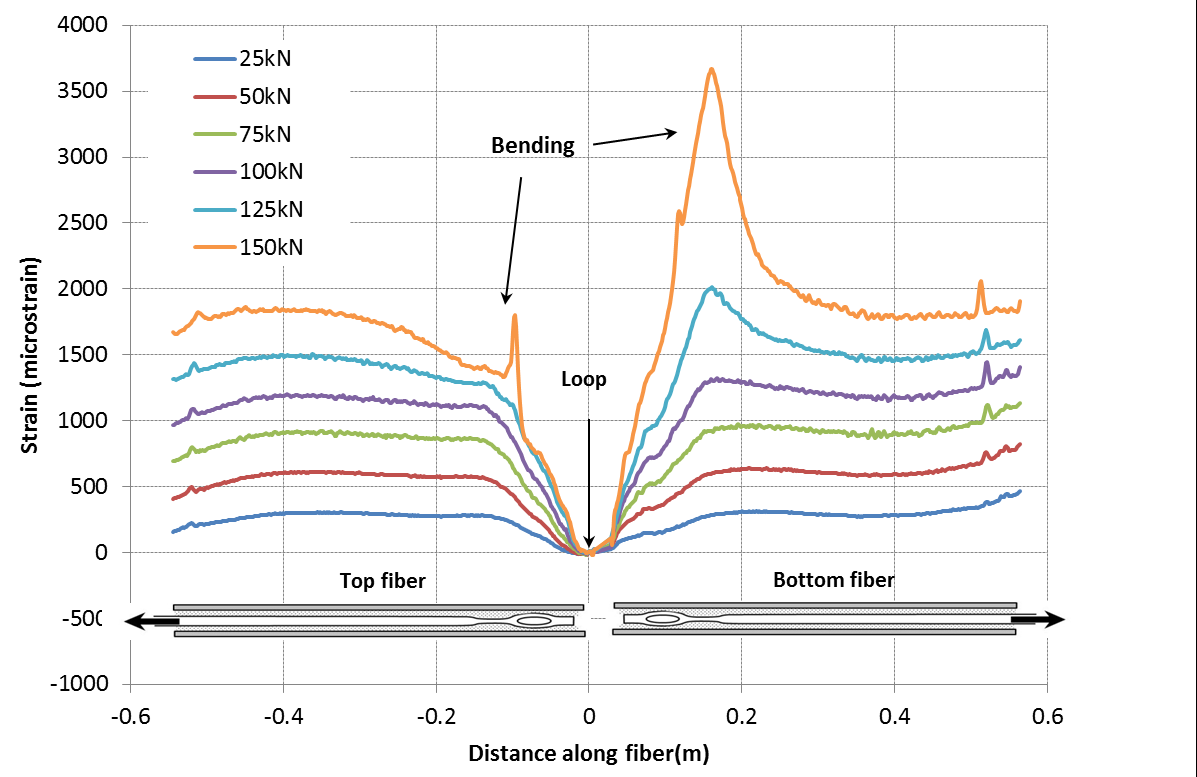 4000
3500
3000
2500
2000
1500
1000
500
0
-500
-1000
Strain (microstrain)
25kN
50kN
75kN
100kN
125kN
150kN
Bending
Loop
Top fiber
Bottom fiber
-0.6 -0.4 -0.2 0 0.2 0.4 0.6
Distance along fiber(m)